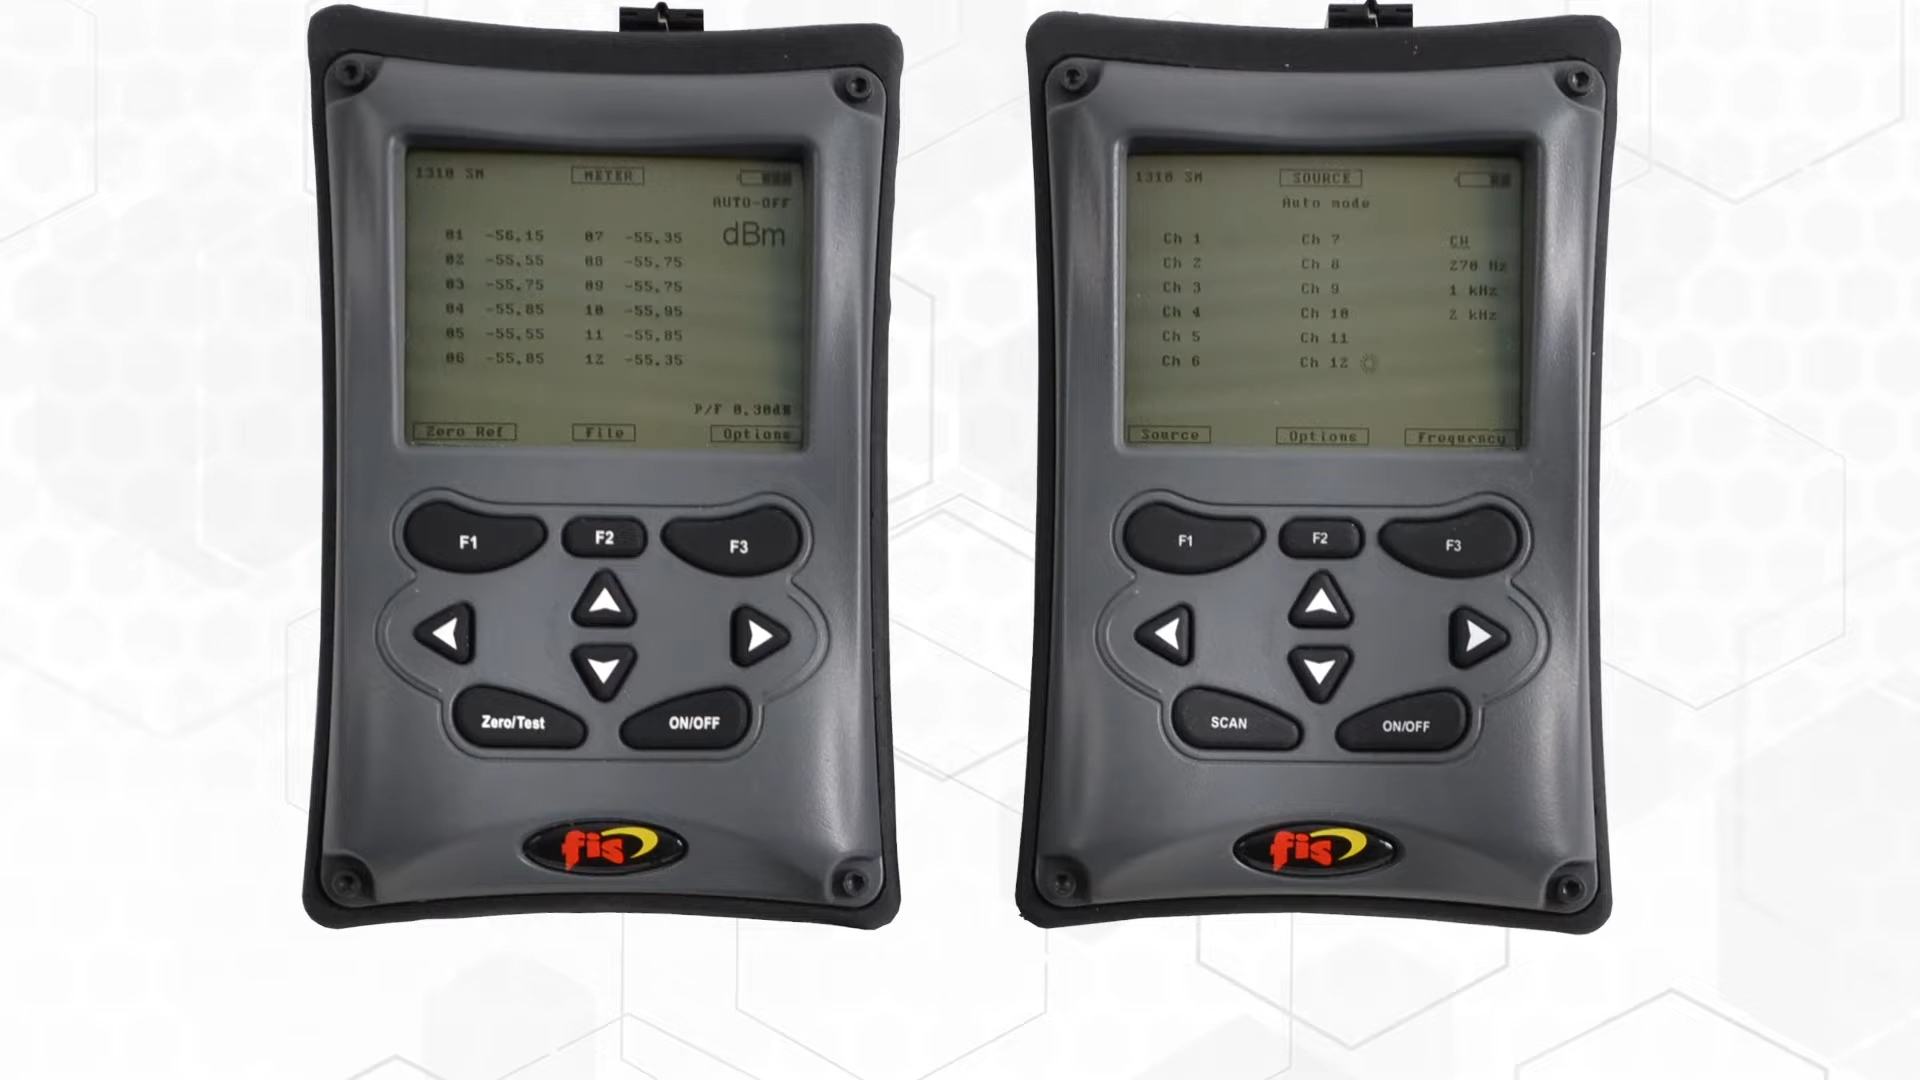 1310 SM METER
AUTO-OFF
dBm
01 -56.15 07 -55.35
02 -55.55 08 -55.75
03 -55.75 09 -55.75
04 -55.85 10 -55.95
05 -55.55 11 -55.85
06 -55.85 12 -55.35
P/F 0.30dB
Zero Ref File Options
F1 F2 F3
Zero/Test ON/OFF
fis
1310 SM SOURCE
Auto mode
Ch 1 Ch 7 CW
Ch 2 Ch 8 270 Hz
Ch 3 Ch 9 1 kHz
Ch 4 Ch 10 2 kHz
Ch 5 Ch 11
Ch 6 Ch 12
Source Options Frequency
F1 F2 F3
SCAN ON/OFF
fis